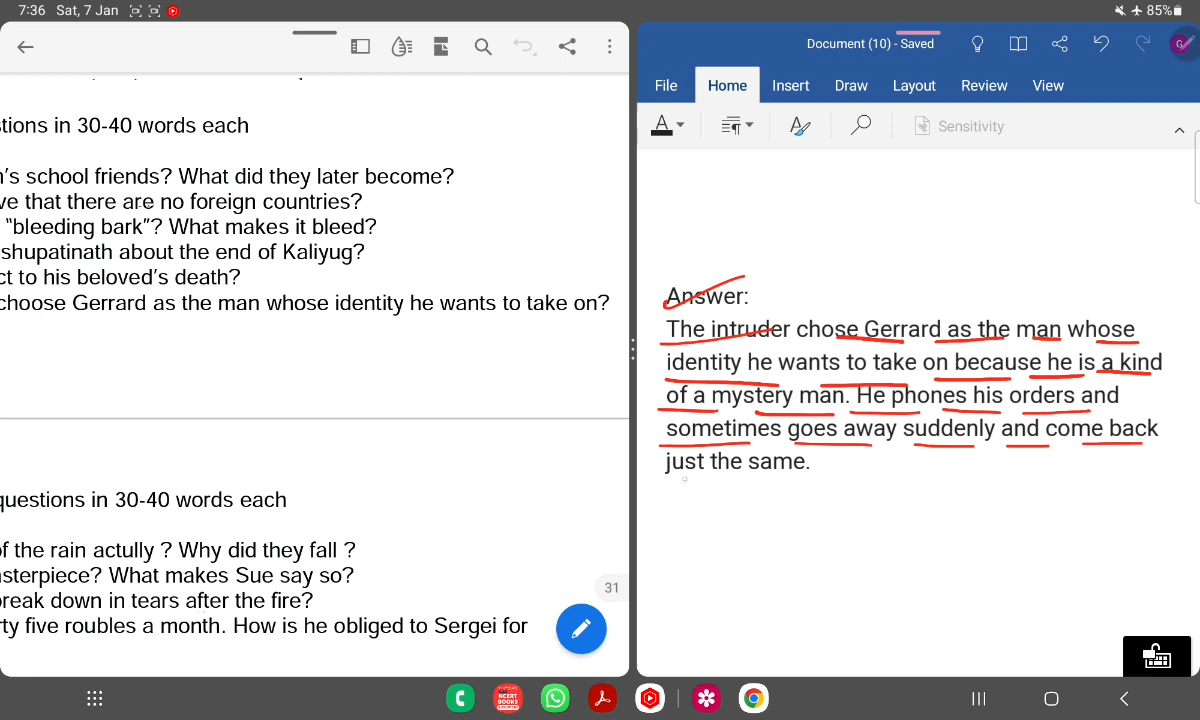 7:36 Sat, 7 Jan
85%
tions in 30-40 words each
's school friends? What did they later become?
ve that there are no foreign countries?
“bleeding bark”? What makes it bleed?
shupatinath about the end of Kaliyug?
ct to his beloved's death?
choose Gerrard as the man whose identity he wants to take on?
questions in 30-40 words each
of the rain actully ? Why did they fall ?
asterpiece? What makes Sue say so?
break down in tears after the fire?
rty five roubles a month. How is he obliged to Sergei for
31
Document (10) - Saved
G
File Home Insert Draw Layout Review View
A
Sensitivity
Answer:
The intruder chose Gerrard as the man whose
identity he wants to take on because he is a kind
of a mystery man. He phones his orders and
sometimes goes away suddenly and come back
just the same.
NCERT
BOOKS